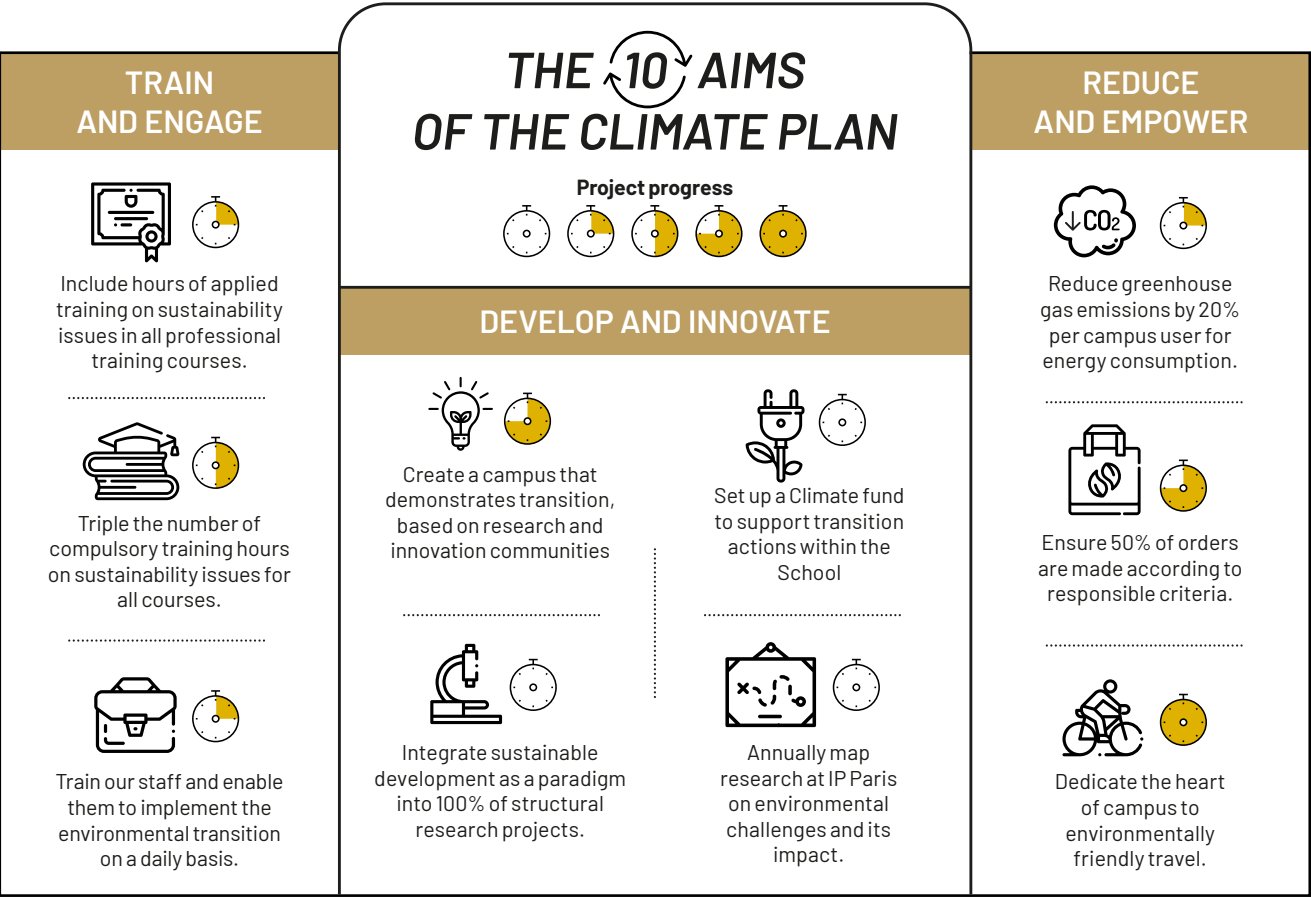 THE 10 AIMS
OF THE CLIMATE PLAN
Project progress
TRAIN
AND ENGAGE
Include hours of applied
training on sustainability
issues in all professional
training courses.
Triple the number of
compulsory training hours
on sustainability issues for
all courses.
Train our staff and enable
them to implement the
environmental transition
on a daily basis.
DEVELOP AND INNOVATE
Create a campus that
demonstrates transition,
based on research and
innovation communities
Set up a Climate fund
to support transition
actions within the
School
Integrate sustainable
development as a paradigm
into 100% of structural
research projects.
Annually map
research at IP Paris
on environmental
challenges and its
impact.
REDUCE
AND EMPOWER
↓CO₂
Reduce greenhouse
gas emissions by 20%
per campus user for
energy consumption.
Ensure 50% of orders
are made according to
responsible criteria.
Dedicate the heart
of campus to
environmentally
friendly travel.